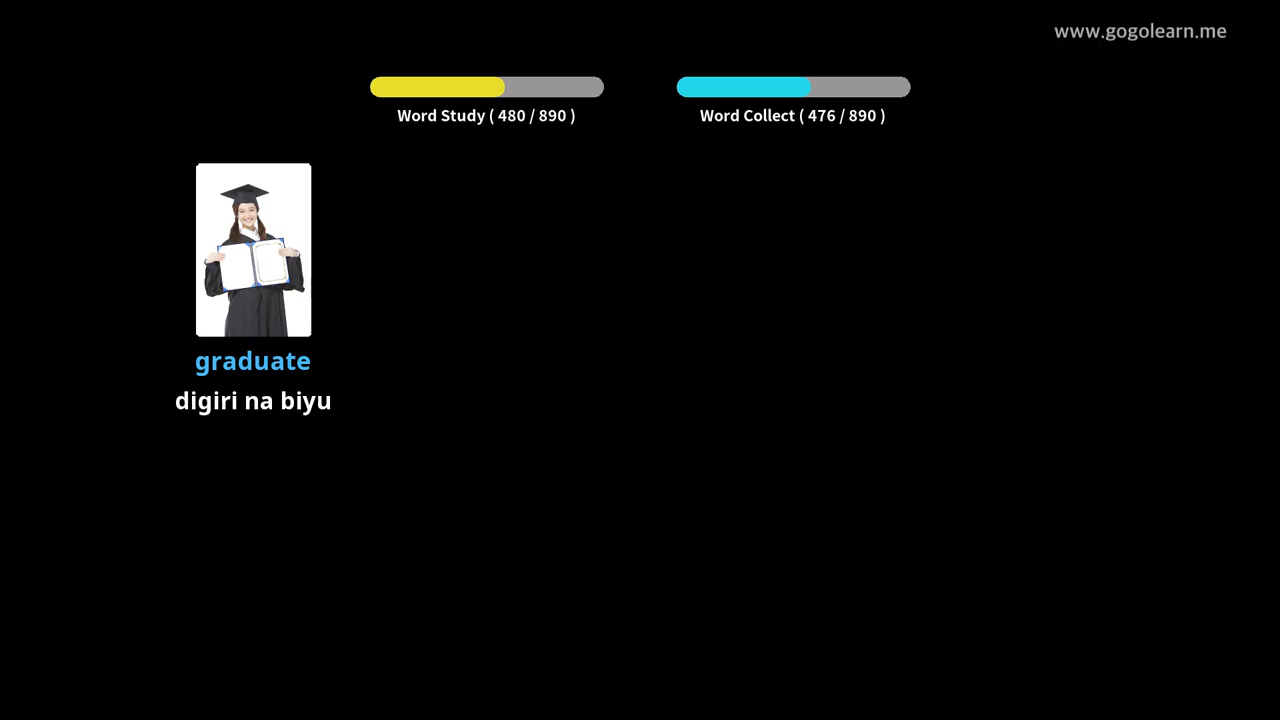 www.gogolearn.me
Word Study ( 480 / 890 )
Word Collect ( 476 / 890 )
graduate
digiri na biyu